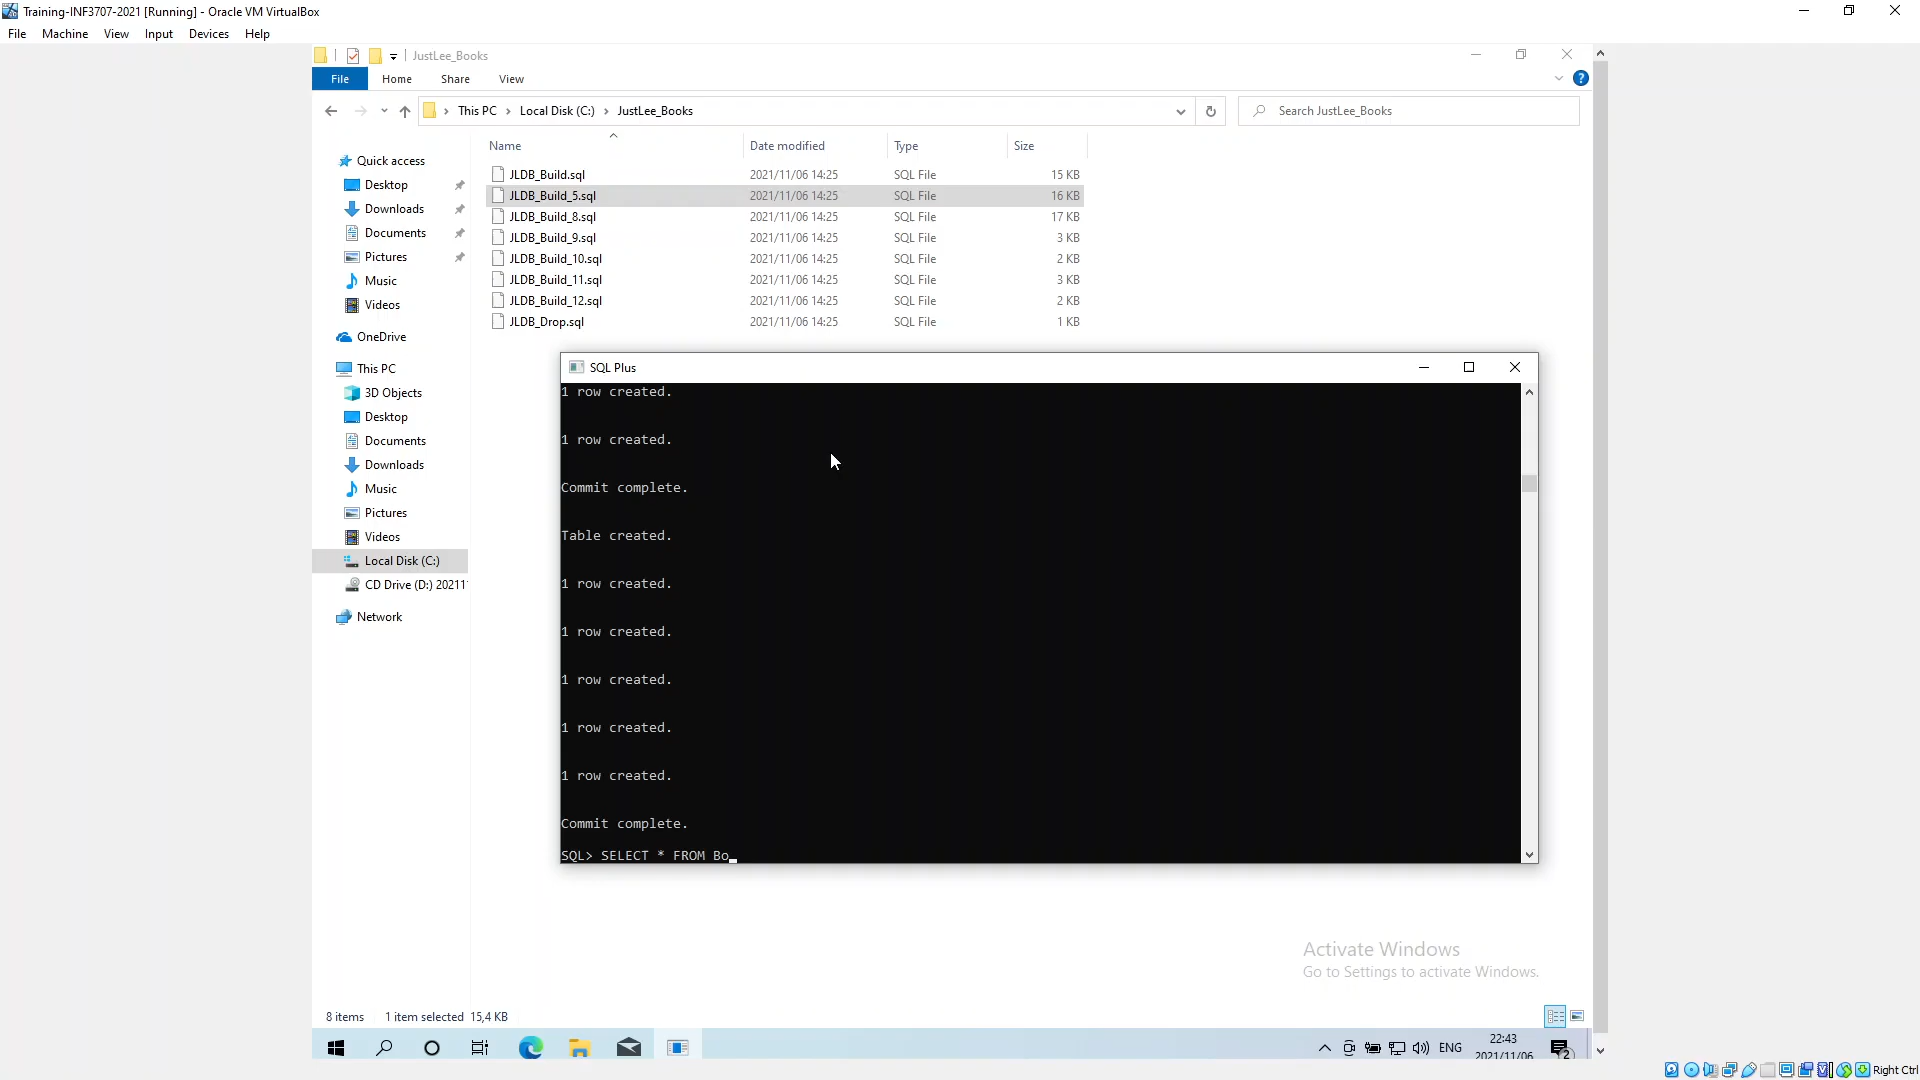 Training-INF3707-2021 [Running] - Oracle VM VirtualBox
File Machine View Input Devices Help
JustLee_Books
File Home Share View
This PC Local Disk (C:) JustLee_Books
Search JustLee_Books
Name Date modified Type Size
JLDB_Build.sql 2021/11/06 14:25 SQL File 15 KB
JLDB_Build_5.sql 2021/11/06 14:25 SQL File 16 KB
JLDB_Build_8.sql 2021/11/06 14:25 SQL File 17 KB
JLDB_Build_9.sql 2021/11/06 14:25 SQL File 3 KB
JLDB_Build_10.sql 2021/11/06 14:25 SQL File 2 KB
JLDB_Build_11.sql 2021/11/06 14:25 SQL File 3 KB
JLDB_Build_12.sql 2021/11/06 14:25 SQL File 2 KB
JLDB_Drop.sql 2021/11/06 14:25 SQL File 1 KB
Quick access
Desktop
Downloads
Documents
Pictures
Music
Videos
OneDrive
This PC
3D Objects
Desktop
Documents
Downloads
Music
Pictures
Videos
Local Disk (C:)
CD Drive (D:) 20211
Network
SQL Plus
1 row created.
1 row created.
Commit complete.
Table created.
1 row created.
1 row created.
1 row created.
1 row created.
1 row created.
Commit complete.
SQL> SELECT * FROM Bo_
Activate Windows
Go to Settings to activate Windows.
8 items 1 item selected 15,4 KB
ENG
22:43
2021/11/06
2
Right Ctrl